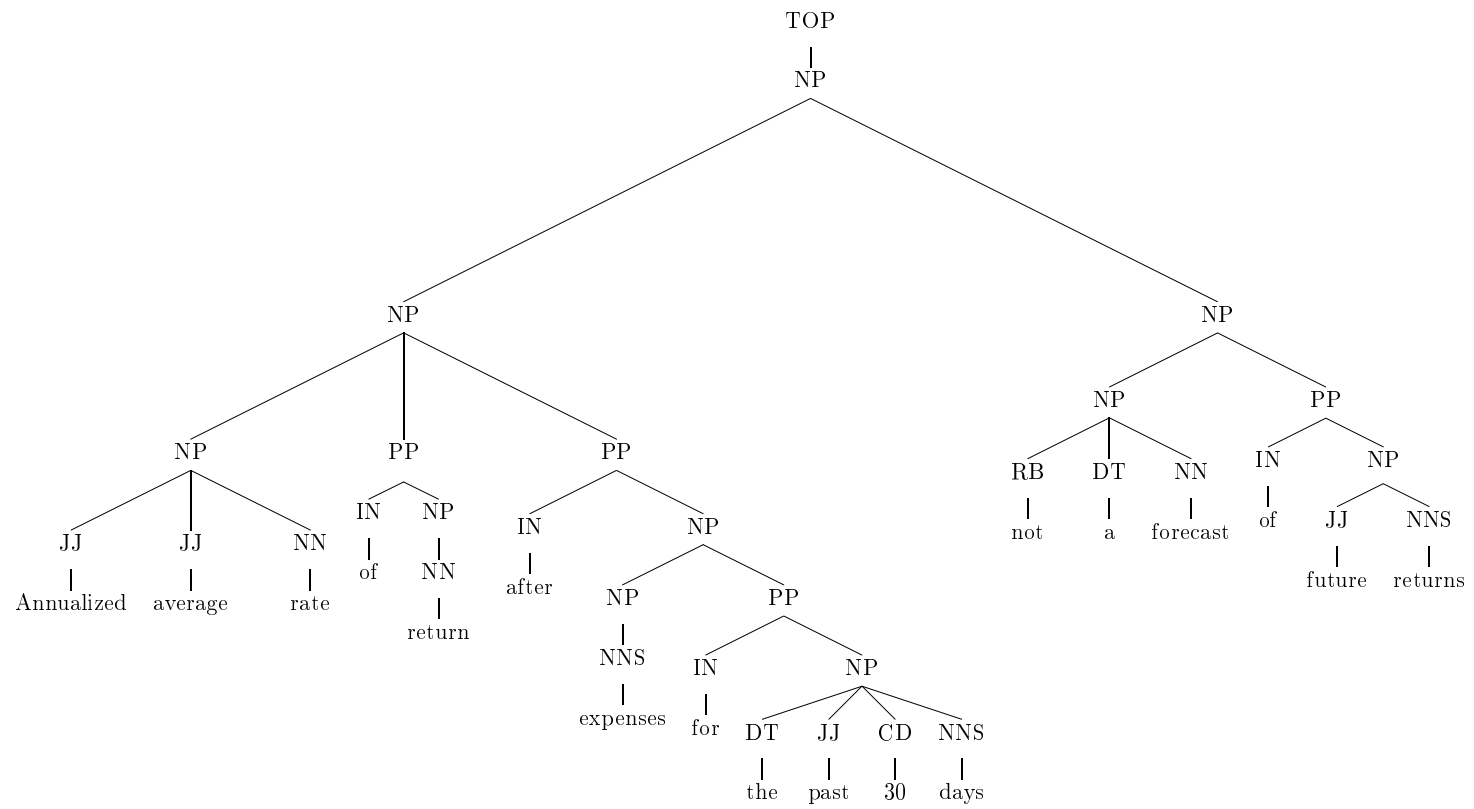 TOP
NP
NP NP
NP PP
NP PP PP
RB DT NN IN NP
IN NP IN NP
JJ JJ NN
not a forecast of JJ NNS
of NN after
Annualized average rate
future returns
return
NP PP
NNS IN NP
expenses for DT JJ CD NNS
the past 30 days